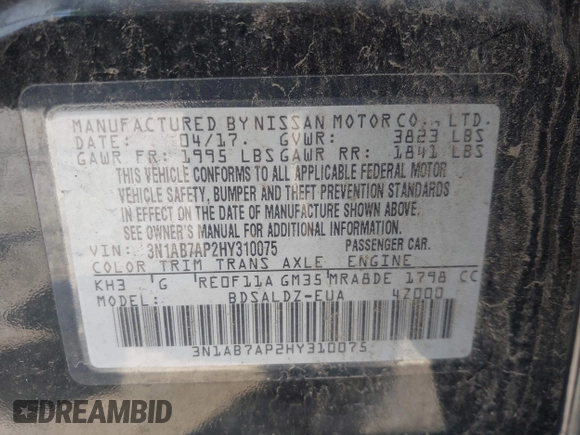 MANUFACTURED BY NISSAN MOTOR CO., LTD.
DATE: 04/17. GVWR: 3823 LBS
GAWR FR: 1995 LBS GAWR RR: 1841 LBS
THIS VEHICLE CONFORMS TO ALL APPLICABLE FEDERAL MOTOR
VEHICLE SAFETY, BUMPER AND THEFT PREVENTION STANDARDS
IN EFFECT ON THE DATE OF MANUFACTURE SHOWN ABOVE.
SEE OWNER'S MANUAL FOR ADDITIONAL INFORMATION.
VIN: 3N1AB7AP2HY310075 PASSENGER CAR.
COLOR TRIM TRANS AXLE ENGINE
KH3 G RE0F11A GM35 MRA8DE 1798 CC
MODEL: BDSALDZ-EUA 4Z000
3N1AB7AP2HY310075
DREAMBID